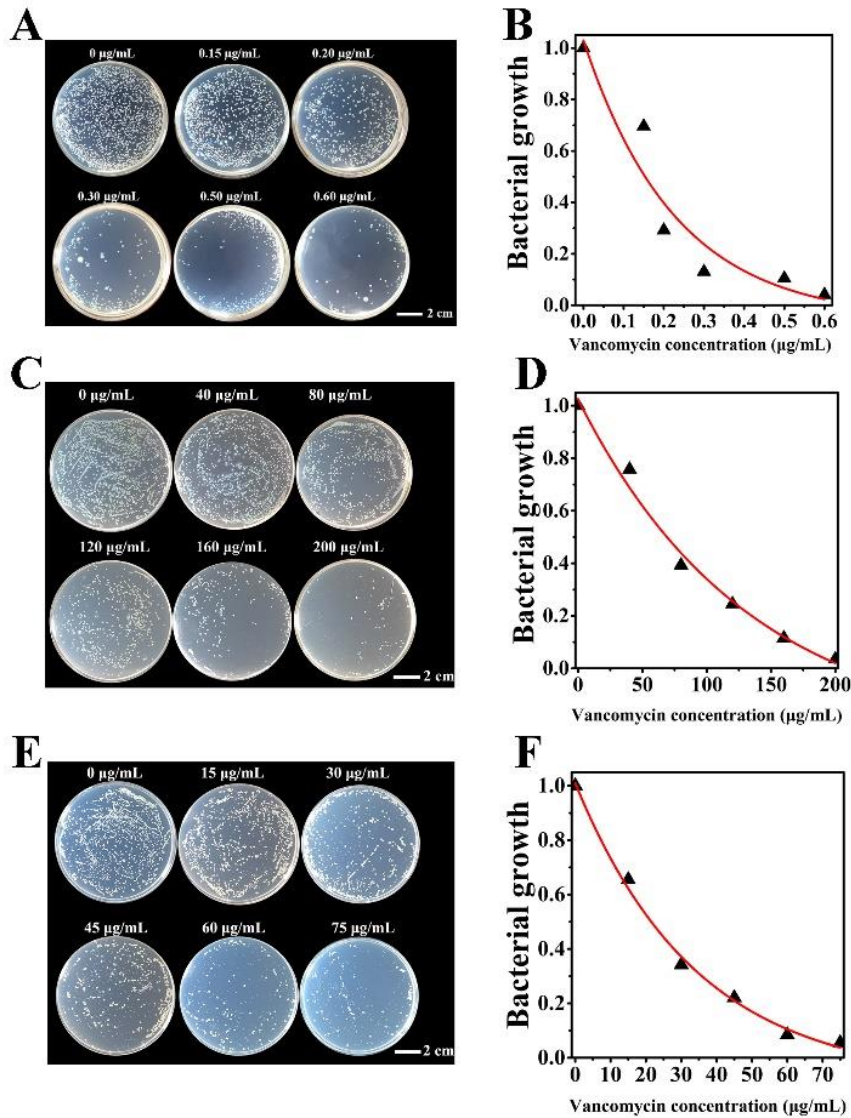 A
0 µg/mL 0.15 µg/mL 0.20 µg/mL
0.30 µg/mL 0.50 µg/mL 0.60 µg/mL
2 cm
B
Bacterial growth
1.0
0.8
0.6
0.4
0.2
0.0
0.0 0.1 0.2 0.3 0.4 0.5 0.6
Vancomycin concentration (µg/mL)
C
0 µg/mL 40 µg/mL 80 µg/mL
120 µg/mL 160 µg/mL 200 µg/mL
2 cm
D
Bacterial growth
1.0
0.8
0.6
0.4
0.2
0.0
0 50 100 150 200
Vancomycin concentration (µg/mL)
E
0 µg/mL 15 µg/mL 30 µg/mL
45 µg/mL 60 µg/mL 75 µg/mL
2 cm
F
Bacterial growth
1.0
0.8
0.6
0.4
0.2
0.0
0 10 20 30 40 50 60 70
Vancomycin concentration (µg/mL)